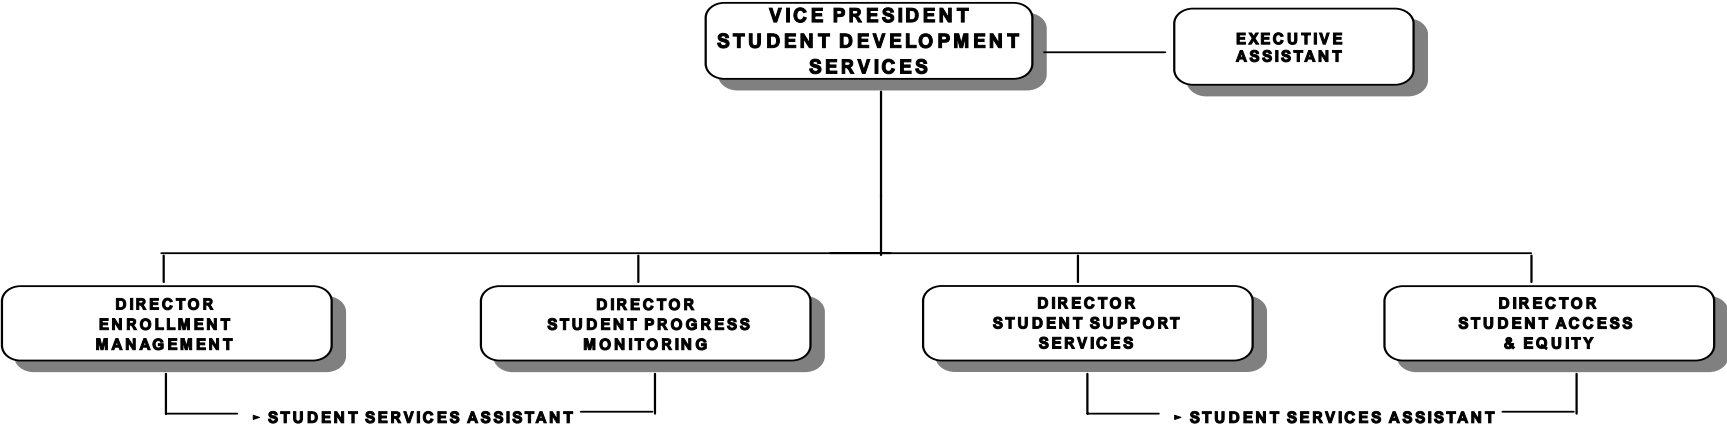 VICE PRESIDENT
STUDENT DEVELOPMENT
SERVICES
EXECUTIVE
ASSISTANT
DIRECTOR
ENROLLMENT
MANAGEMENT
DIRECTOR
STUDENT PROGRESS
MONITORING
DIRECTOR
STUDENT SUPPORT
SERVICES
DIRECTOR
STUDENT ACCESS
& EQUITY
► STUDENT SERVICES ASSISTANT
► STUDENT SERVICES ASSISTANT